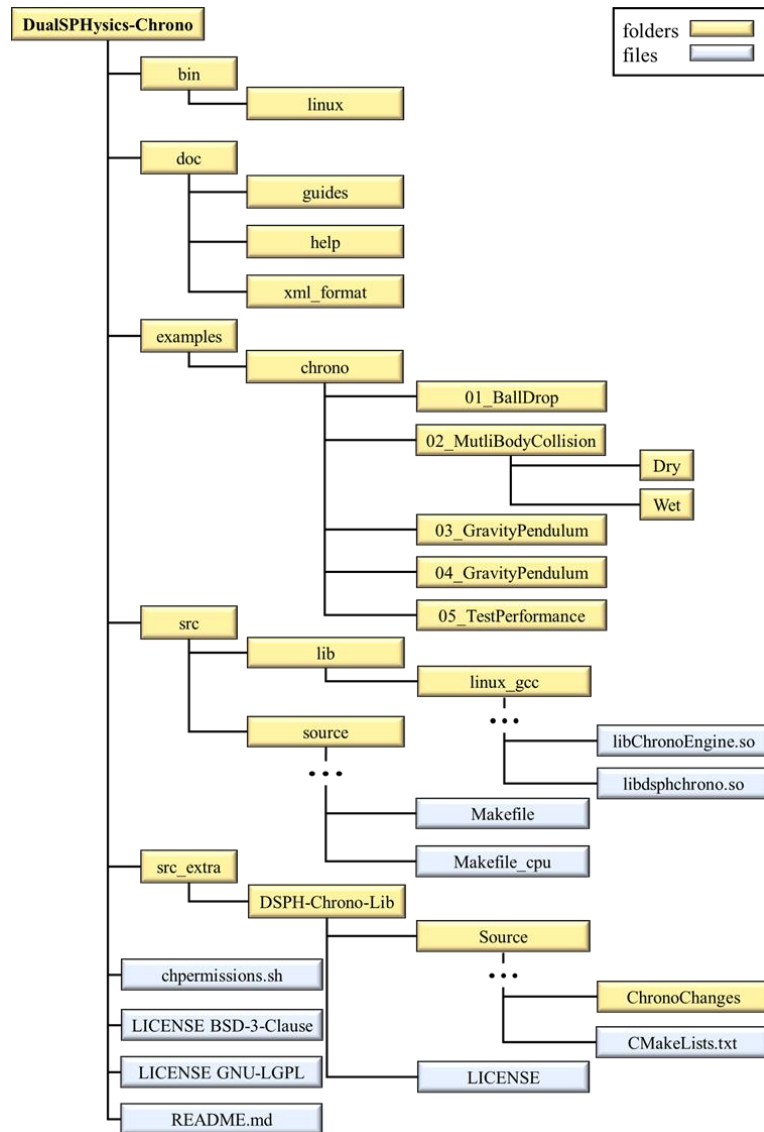 DualSPHysics-Chrono
folders
files
bin
linux
doc
guides
help
xml_format
examples
chrono
01_BallDrop
02_MutliBodyCollision
Dry
Wet
03_GravityPendulum
04_GravityPendulum
05_TestPerformance
src
lib
linux_gcc
libChronoEngine.so
libdsphchrono.so
source
Makefile
Makefile_cpu
src_extra
DSPH-Chrono-Lib
Source
ChronoChanges
CMakeLists.txt
LICENSE
chpermissions.sh
LICENSE BSD-3-Clause
LICENSE GNU-LGPL
README.md